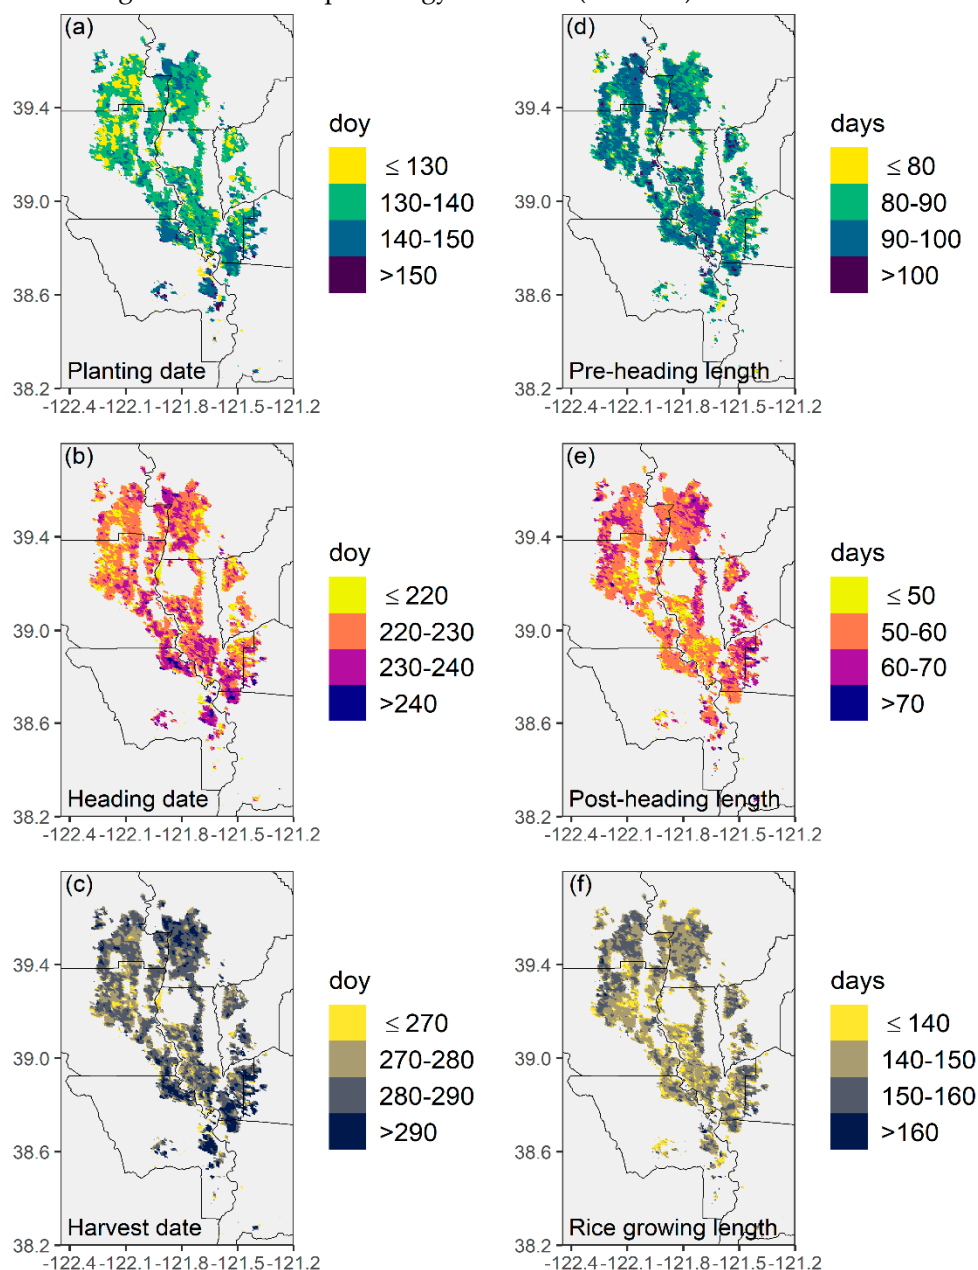 (a)
39.4
39.0
38.6
38.2
Planting date
-122.4 -122.1 -121.8 -121.5 -121.2
doy
≤ 130
130-140
140-150
>150
(d)
39.4
39.0
38.6
38.2
Pre-heading length
-122.4 -122.1 -121.8 -121.5 -121.2
days
≤ 80
80-90
90-100
>100
(b)
39.4
39.0
38.6
38.2
Heading date
-122.4 -122.1 -121.8 -121.5 -121.2
doy
≤ 220
220-230
230-240
>240
(e)
39.4
39.0
38.6
38.2
Post-heading length
-122.4 -122.1 -121.8 -121.5 -121.2
days
≤ 50
50-60
60-70
>70
(c)
39.4
39.0
38.6
38.2
Harvest date
-122.4 -122.1 -121.8 -121.5 -121.2
doy
≤ 270
270-280
280-290
>290
(f)
39.4
39.0
38.6
38.2
Rice growing length
-122.4 -122.1 -121.8 -121.5 -121.2
days
≤ 140
140-150
150-160
>160